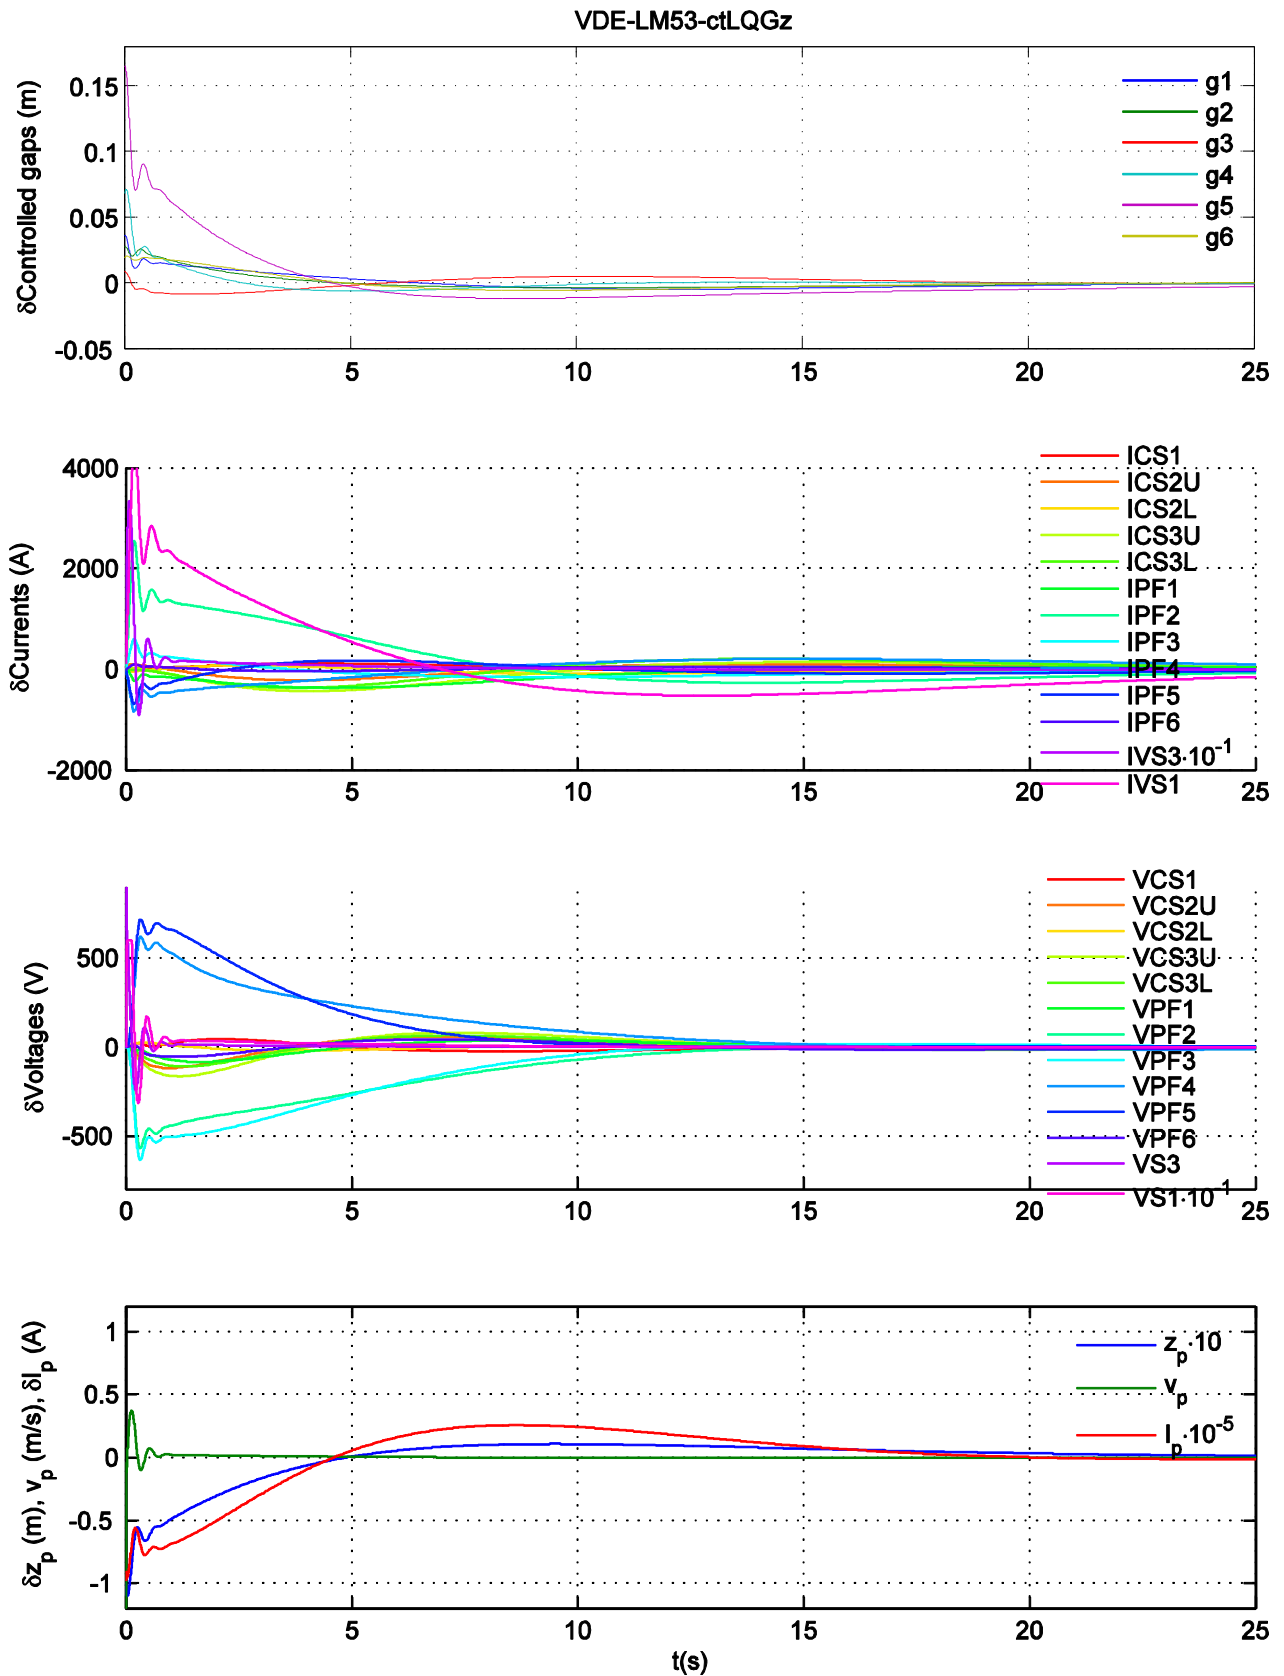 VDE-LM53-ctLQGz
δControlled gaps (m)
0.15
0.1
0.05
0
-0.05
0 5 10 15 20 25
g1
g2
g3
g4
g5
g6
δCurrents (A)
4000
2000
0
-2000
0 5 10 15 20 25
ICS1
ICS2U
ICS2L
ICS3U
ICS3L
IPF1
IPF2
IPF3
IPF4
IPF5
IPF6
IVS3·10⁻¹
IVS1
δVoltages (V)
500
0
-500
0 5 10 15 20 25
VCS1
VCS2U
VCS2L
VCS3U
VCS3L
VPF1
VPF2
VPF3
VPF4
VPF5
VPF6
VS3
VS1·10⁻¹
δzₚ (m), vₚ (m/s), δIₚ (A)
1
0.5
0
-0.5
-1
0 5 10 15 20 25
zₚ·10
vₚ
Iₚ·10⁻⁵
t(s)